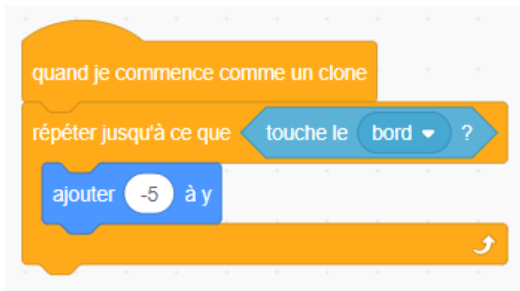 quand je commence comme un clone
répéter jusqu'à ce que touche le bord ?
ajouter -5 à y